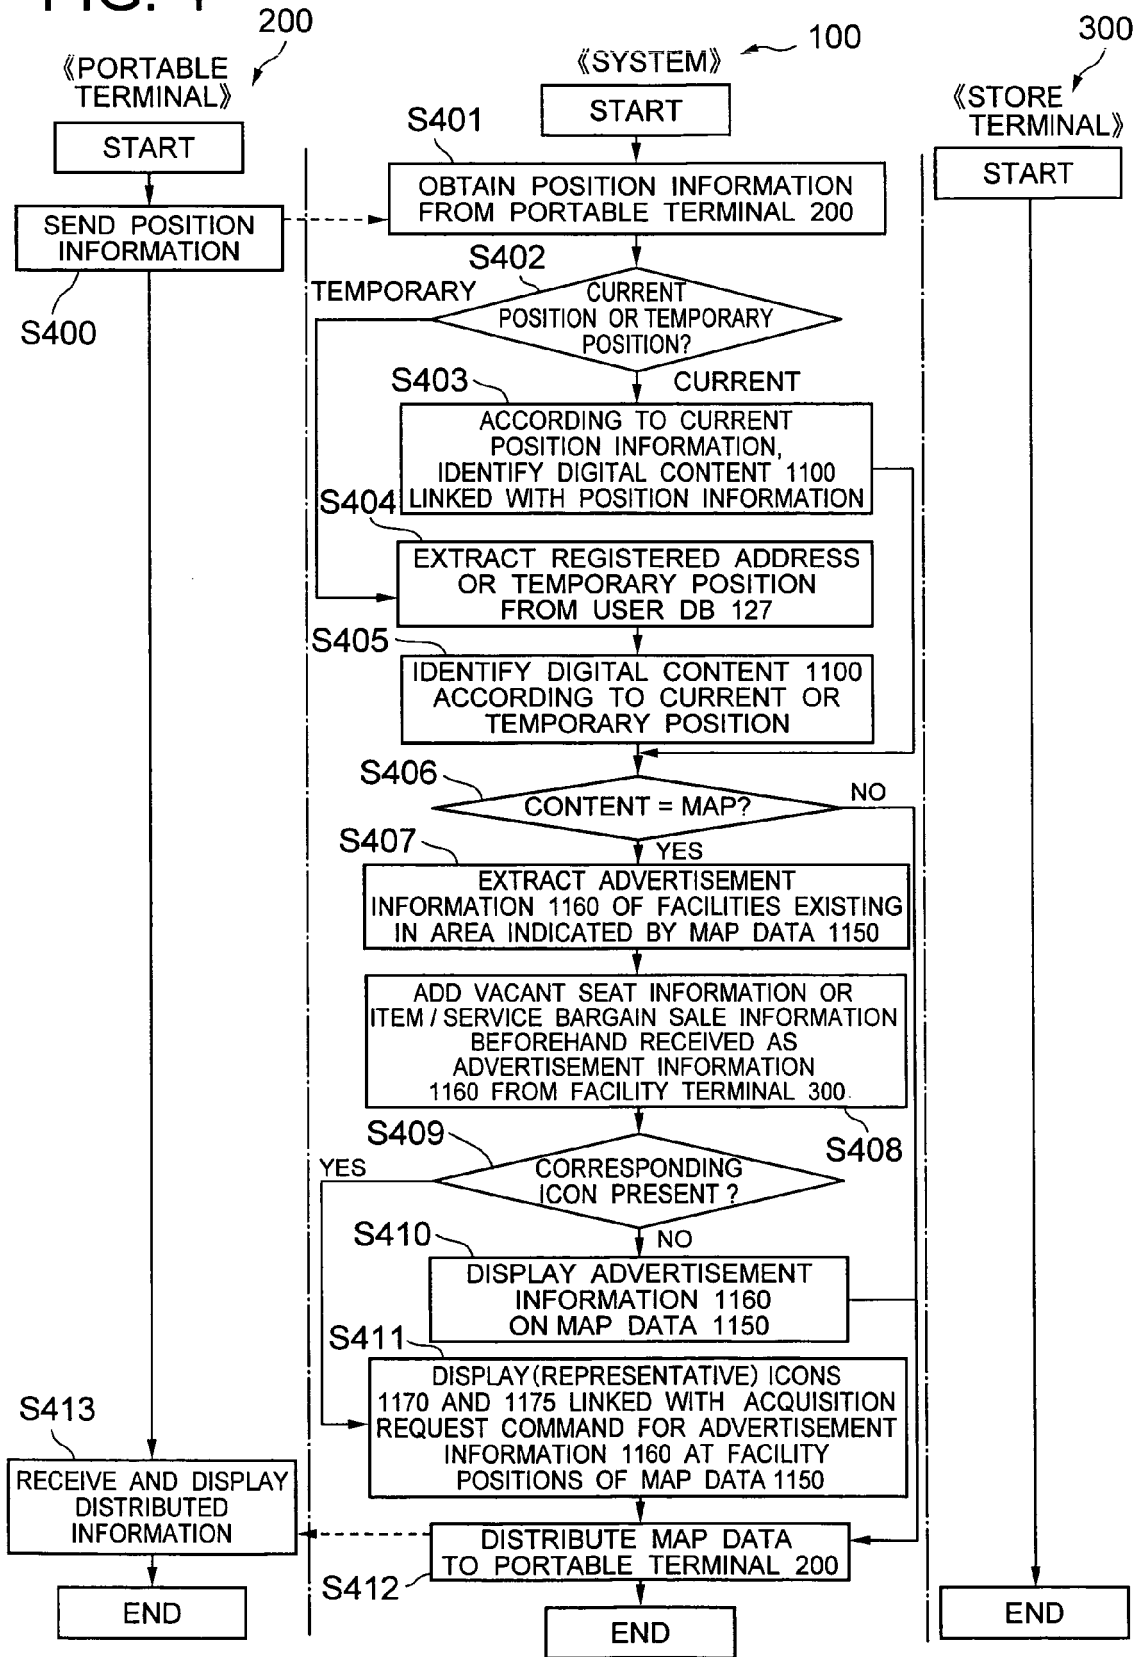 200
100
300
《PORTABLE
TERMINAL》
《SYSTEM》
《STORE
TERMINAL》
START
START
START
S401
OBTAIN POSITION INFORMATION
FROM PORTABLE TERMINAL 200
SEND POSITION
INFORMATION
S400
S402
TEMPORARY
CURRENT
POSITION OR TEMPORARY
POSITION?
CURRENT
S403
ACCORDING TO CURRENT
POSITION INFORMATION,
IDENTIFY DIGITAL CONTENT 1100
LINKED WITH POSITION INFORMATION
S404
EXTRACT REGISTERED ADDRESS
OR TEMPORARY POSITION
FROM USER DB 127
S405
IDENTIFY DIGITAL CONTENT 1100
ACCORDING TO CURRENT OR
TEMPORARY POSITION
S406
CONTENT = MAP?
NO
YES
S407
EXTRACT ADVERTISEMENT
INFORMATION 1160 OF FACILITIES EXISTING
IN AREA INDICATED BY MAP DATA 1150
ADD VACANT SEAT INFORMATION OR
ITEM / SERVICE BARGAIN SALE INFORMATION
BEFOREHAND RECEIVED AS
ADVERTISEMENT INFORMATION
1160 FROM FACILITY TERMINAL 300
S408
S409
YES
CORRESPONDING
ICON PRESENT ?
NO
S410
DISPLAY ADVERTISEMENT
INFORMATION 1160
ON MAP DATA 1150
S411
DISPLAY (REPRESENTATIVE) ICONS
1170 AND 1175 LINKED WITH ACQUISITION
REQUEST COMMAND FOR ADVERTISEMENT
INFORMATION 1160 AT FACILITY
POSITIONS OF MAP DATA 1150
S413
RECEIVE AND DISPLAY
DISTRIBUTED
INFORMATION
DISTRIBUTE MAP DATA
TO PORTABLE TERMINAL 200
S412
END
END
END